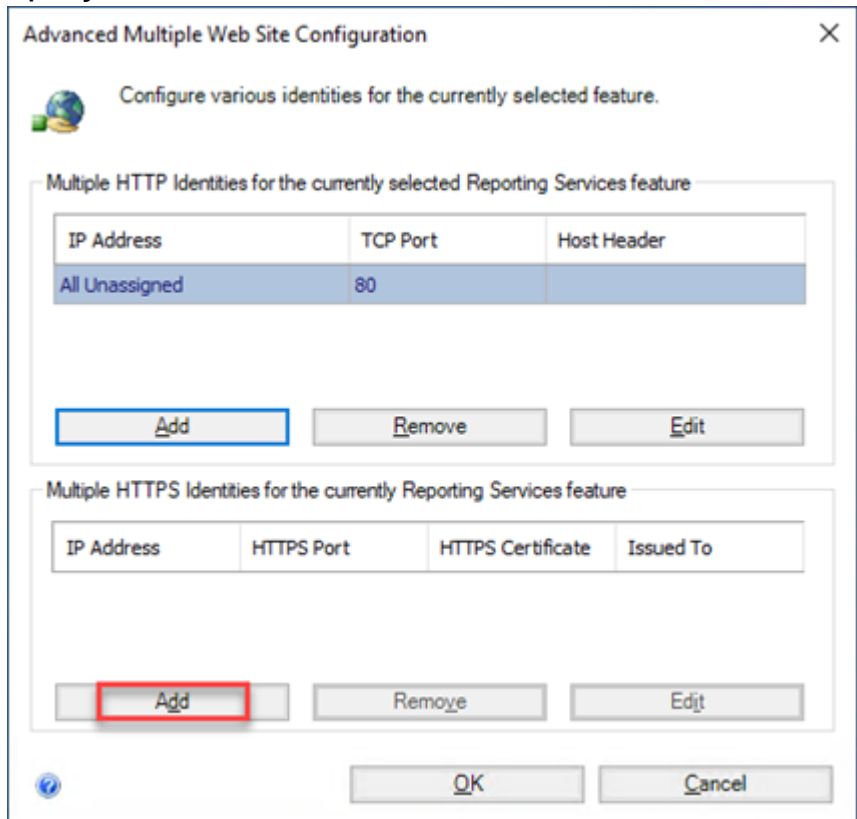 Advanced Multiple Web Site Configuration
Configure various identities for the currently selected feature.
Multiple HTTP Identities for the currently selected Reporting Services feature
IP Address TCP Port Host Header
All Unassigned 80
Add Remove Edit
Multiple HTTPS Identities for the currently Reporting Services feature
IP Address HTTPS Port HTTPS Certificate Issued To
Add Remove Edit
OK Cancel